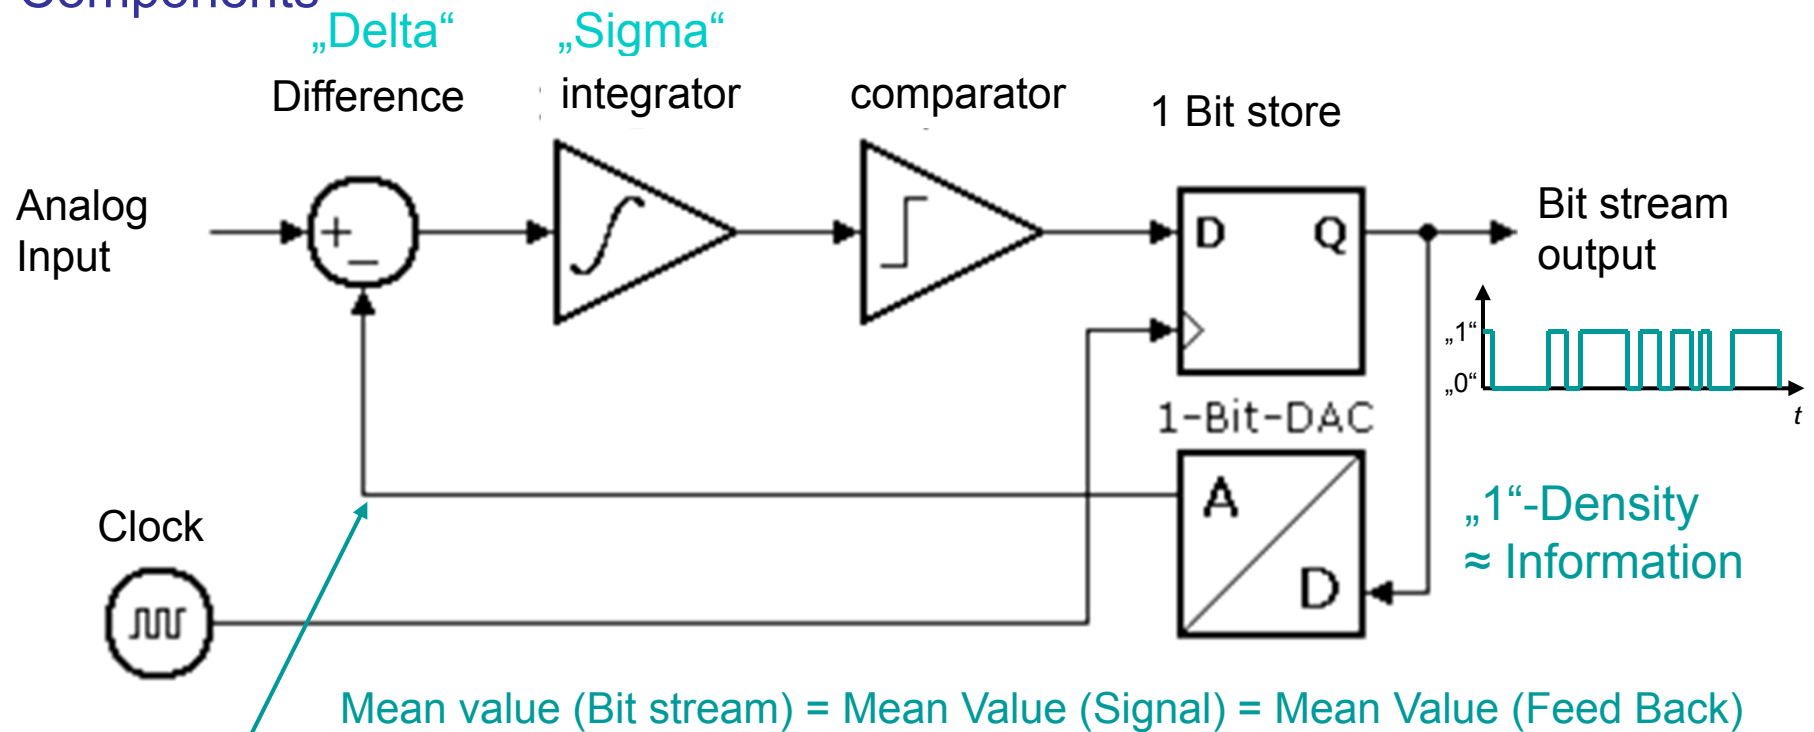 Components
„Delta“ „Sigma“
Difference integrator comparator 1 Bit store
Analog
Input
+
−
D Q
Bit stream
output
„1“
„0“
t
1-Bit-DAC
A
D
„1“-Density
≈ Information
Clock
Mean value (Bit stream) = Mean Value (Signal) = Mean Value (Feed Back)